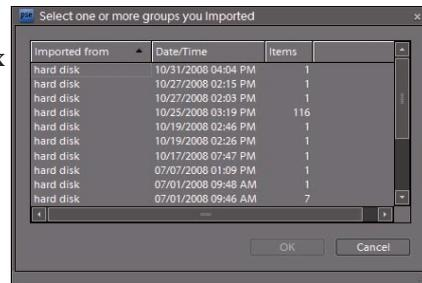 pse Select one or more groups you Imported x
Imported from Date/Time Items
hard disk 10/31/2008 04:04 PM 1
hard disk 10/27/2008 02:15 PM 1
hard disk 10/27/2008 02:03 PM 1
hard disk 10/25/2008 03:19 PM 116
hard disk 10/19/2008 02:46 PM 1
hard disk 10/19/2008 02:26 PM 1
hard disk 10/17/2008 07:47 PM 1
hard disk 07/07/2008 01:09 PM 1
hard disk 07/01/2008 09:48 AM 1
hard disk 07/01/2008 09:46 AM 7
OK Cancel